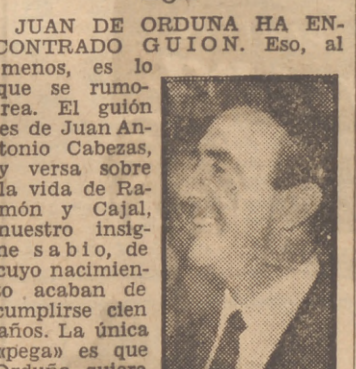 JUAN DE ORDUÑA HA EN-
CONTRADO GUION. Eso, al
menos, es lo
que se rumo-
rea. El guión
es de Juan An-
tonio Cabezas,
y versa sobre
la vida de Ra-
món y Cajal,
nuestro insig-
ne sabio, de
cuyo nacimien-
to acaban de
cumplirse cien
años. La única
«pega» es que
Orduña quiere